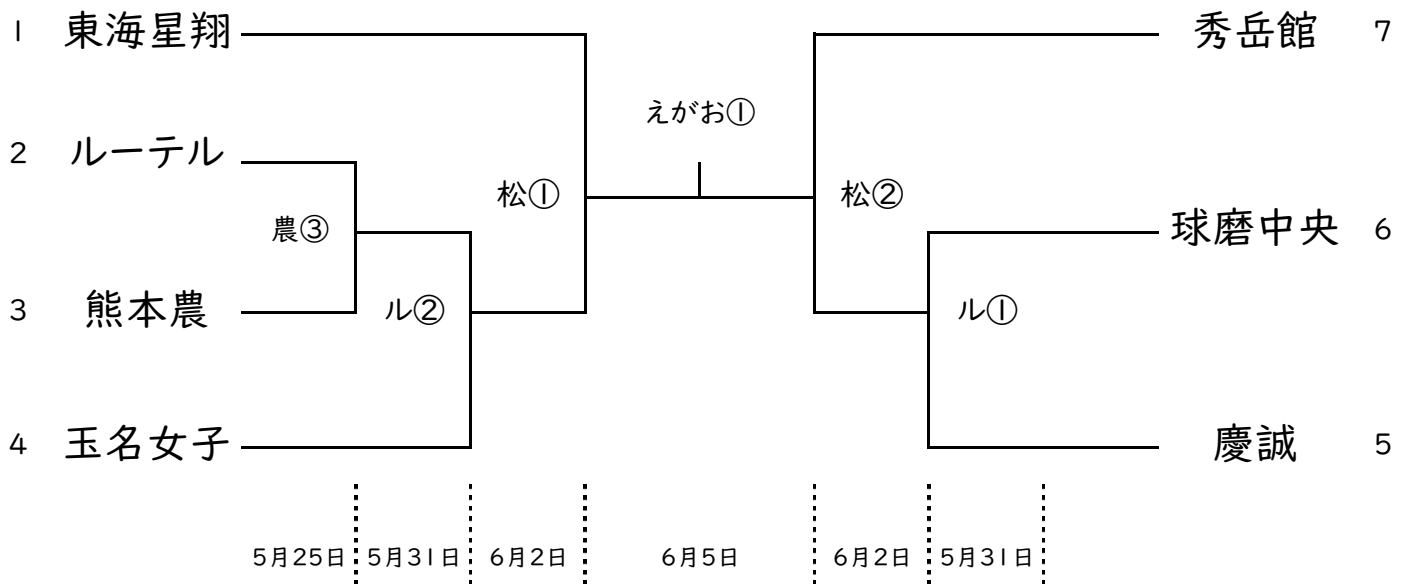 1 東海星翔
秀岳館 7
えがお①
2 ルーテル
松①
松②
農③
球磨中央 6
3 熊本農
ル②
ル①
4 玉名女子
慶誠 5
5月25日 5月31日 6月2日 6月5日 6月2日 5月31日